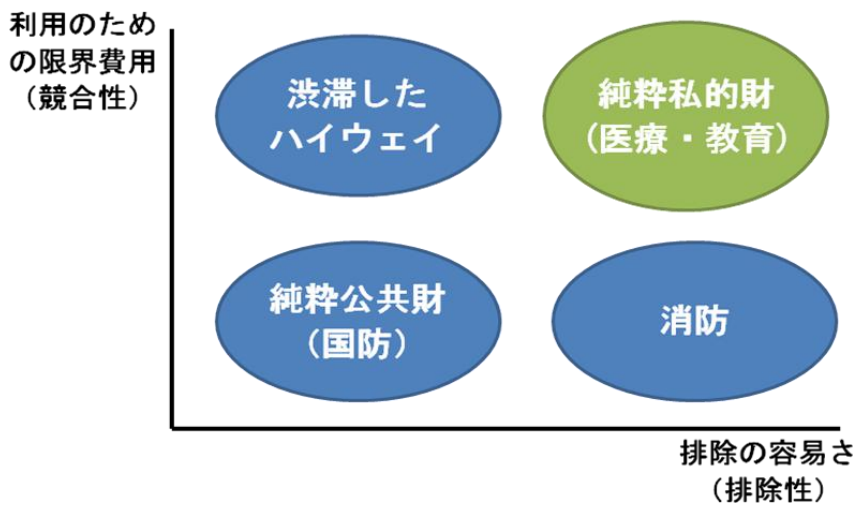 利用のため
の限界費用
（競合性）
渋滞した
ハイウェイ
純粋私的財
（医療・教育）
純粋公共財
（国防）
消防
排除の容易さ
（排除性）